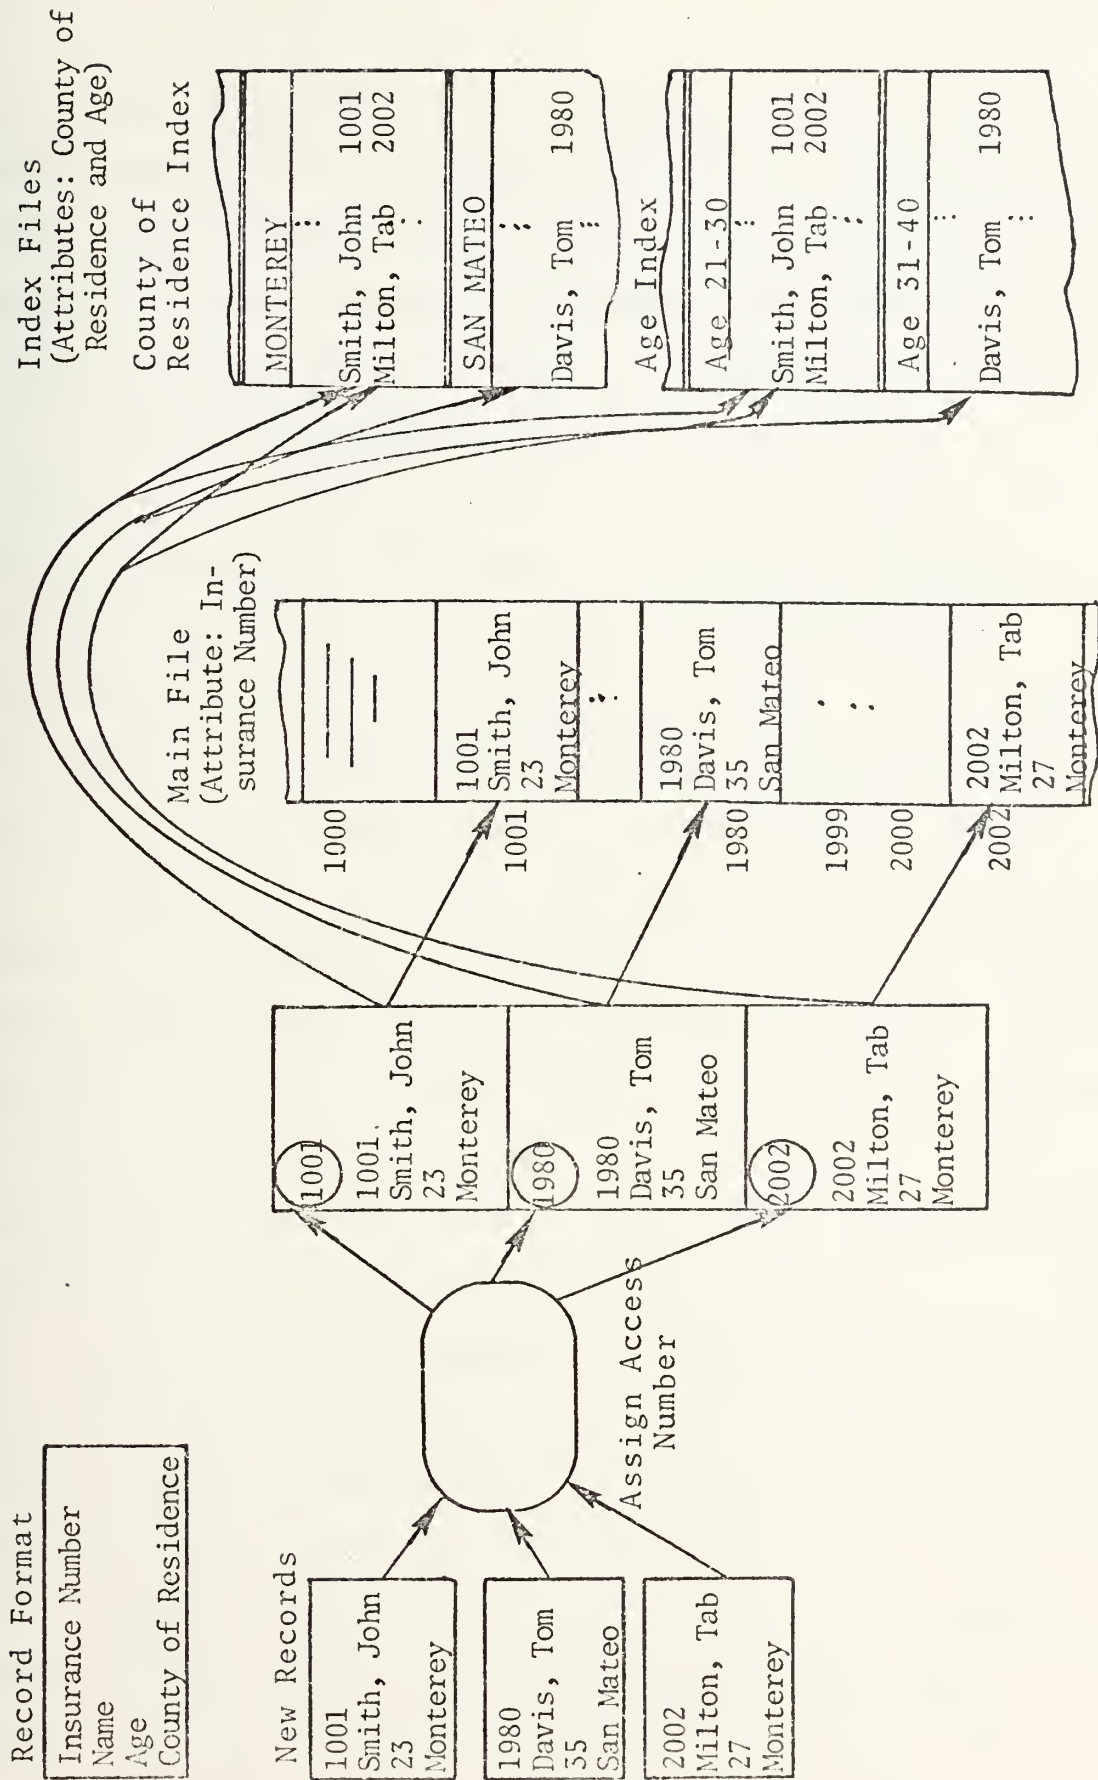 Record Format
Insurance Number
Name
Age
County of Residence
New Records
1001
Smith, John
23
Monterey
1980
Davis, Tom
35
San Mateo
2002
Milton, Tab
27
Monterey
Assign Access
Number
1001
1001.
Smith, John
23
Monterey
1980
1980
Davis, Tom
35
San Mateo
2002
2002
Milton, Tab
27
Monterey
Main File
(Attribute: In-
surance Number)
1000
1001
1980
1999
2000
2002
1001
Smith, John
23
Monterey
1980
Davis, Tom
35
San Mateo
2002
Milton, Tab
27
Monterey
Index Files
(Attributes: County of
Residence and Age)
County of
Residence Index
MONTEREY
Smith, John 1001
Milton, Tab 2002
SAN MATEO
Davis, Tom 1980
Age Index
Age 21-30
Smith, John 1001
Milton, Tab 2002
Age 31-40
Davis, Tom 1980